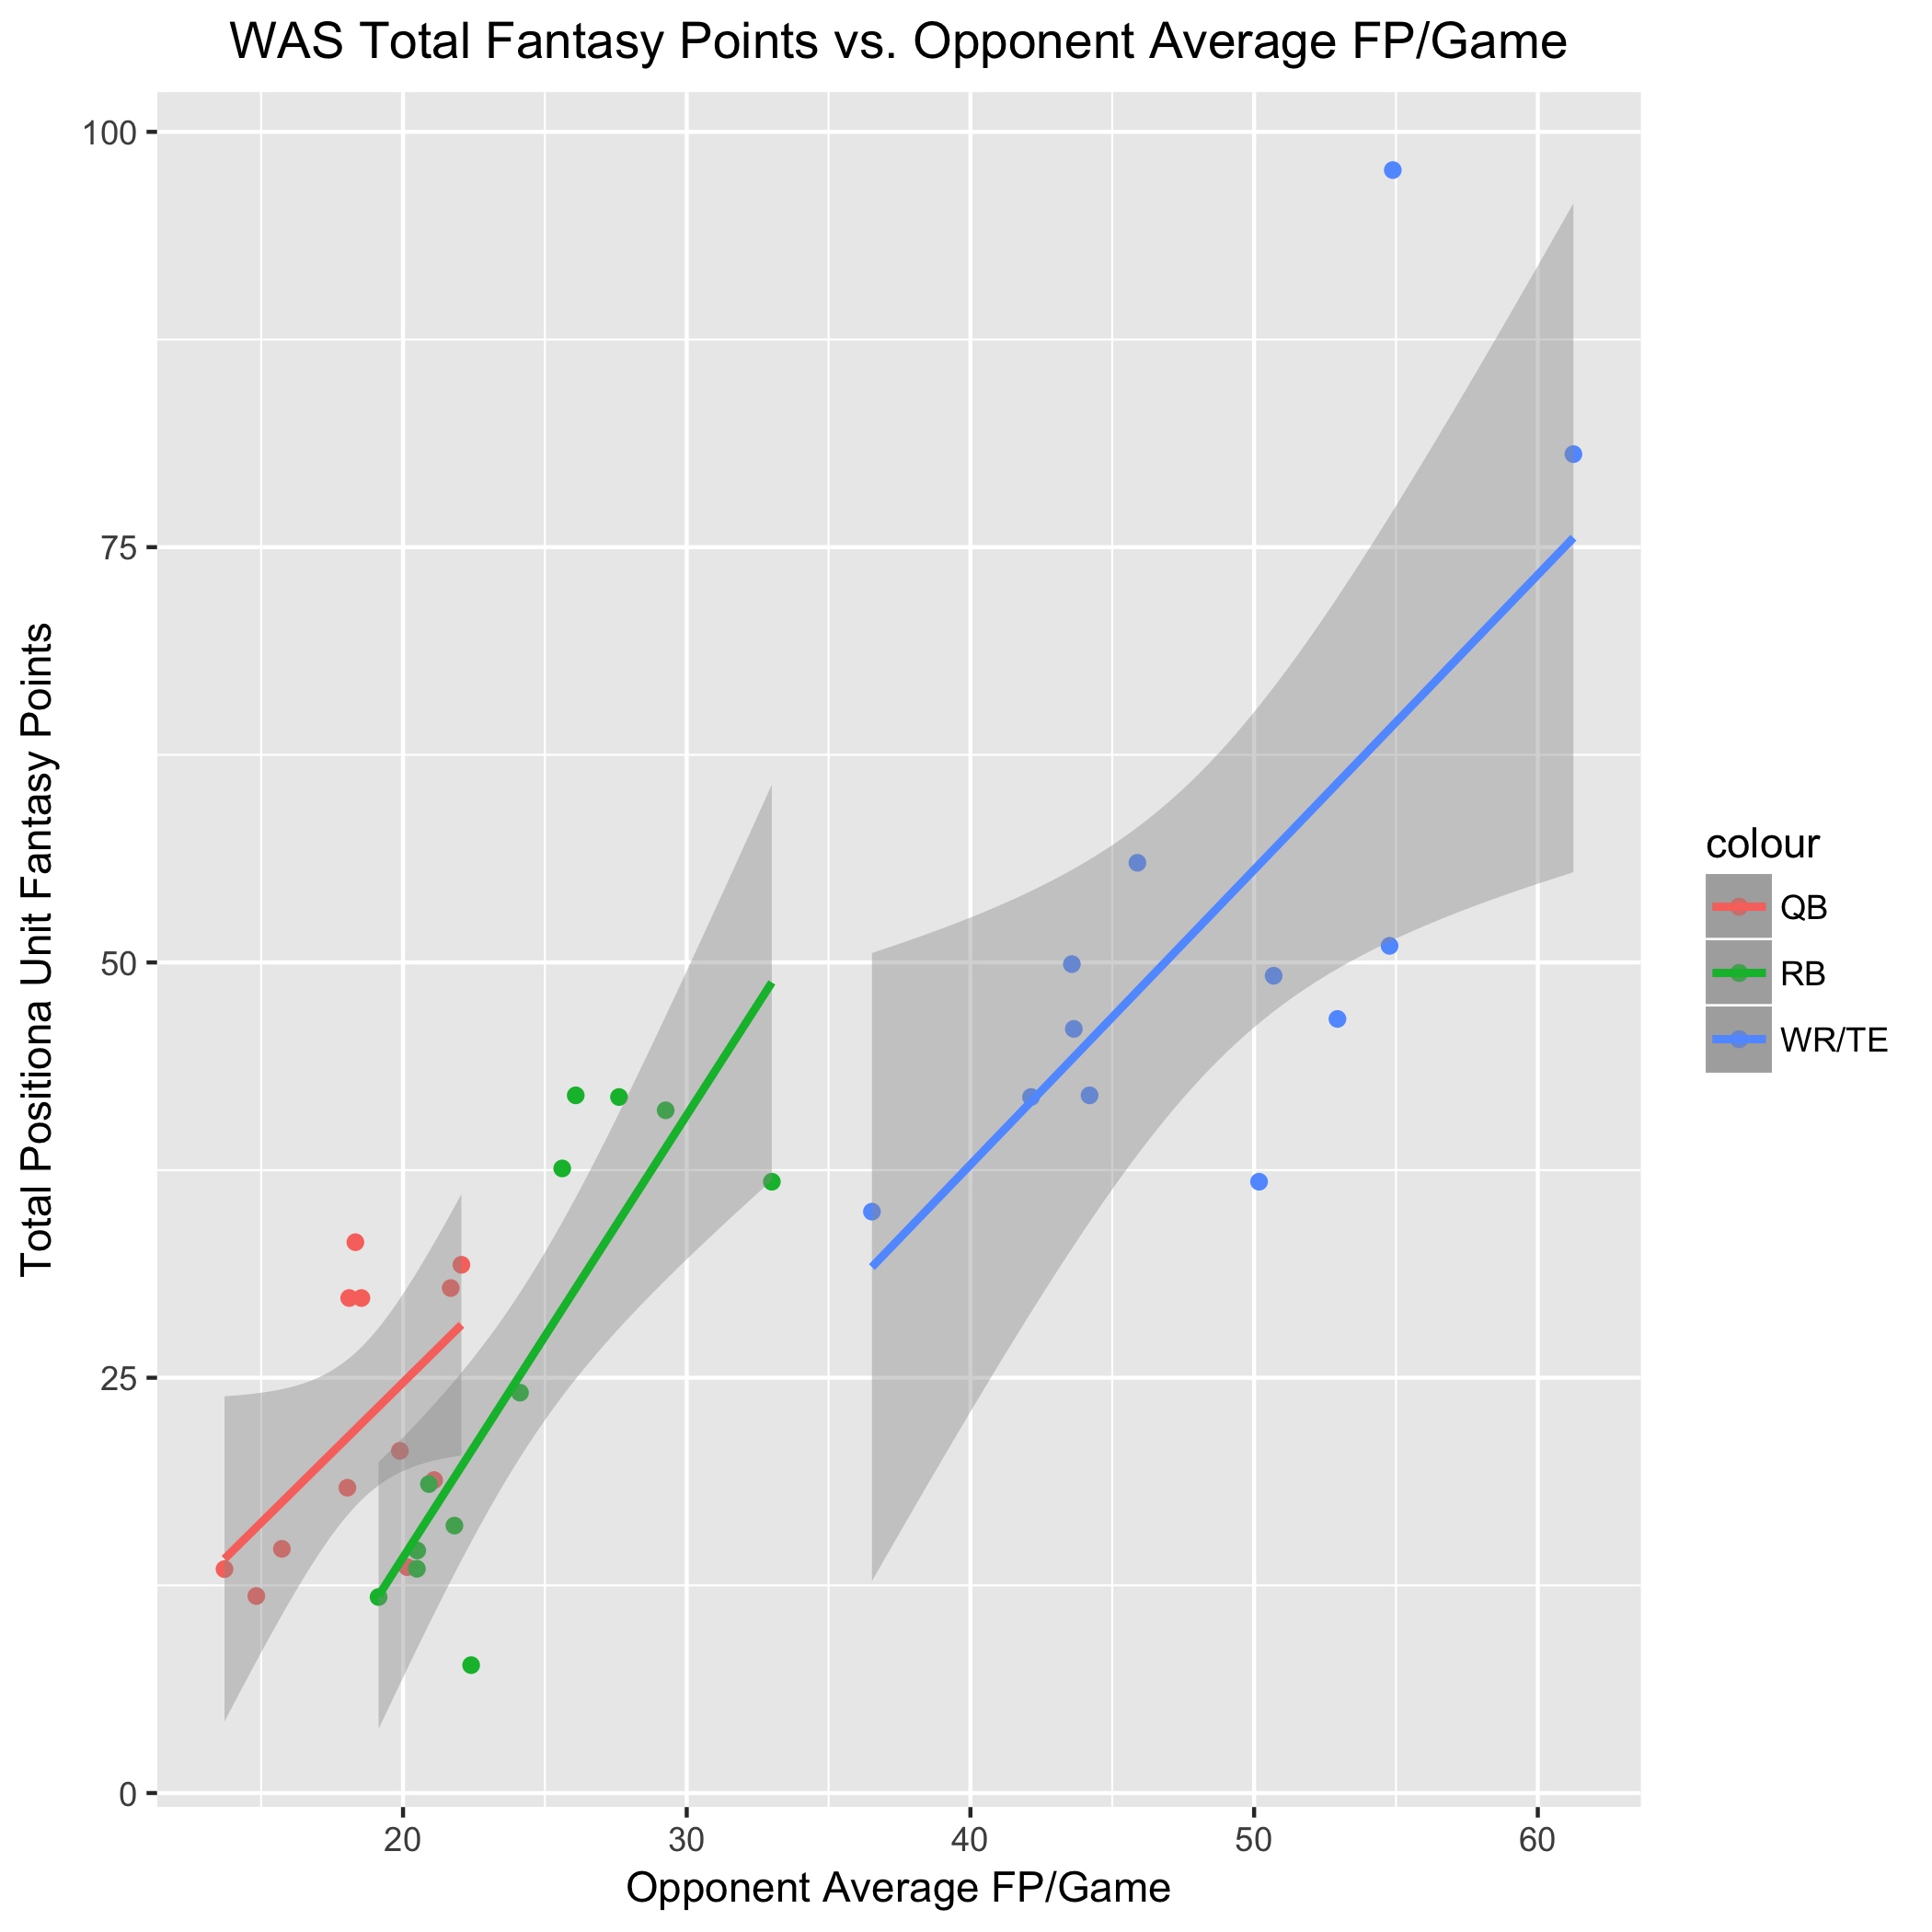 WAS Total Fantasy Points vs. Opponent Average FP/Game
100
75
50
25
0
Total Positiona Unit Fantasy Points
20 30 40 50 60
Opponent Average FP/Game
colour
QB
RB
WR/TE